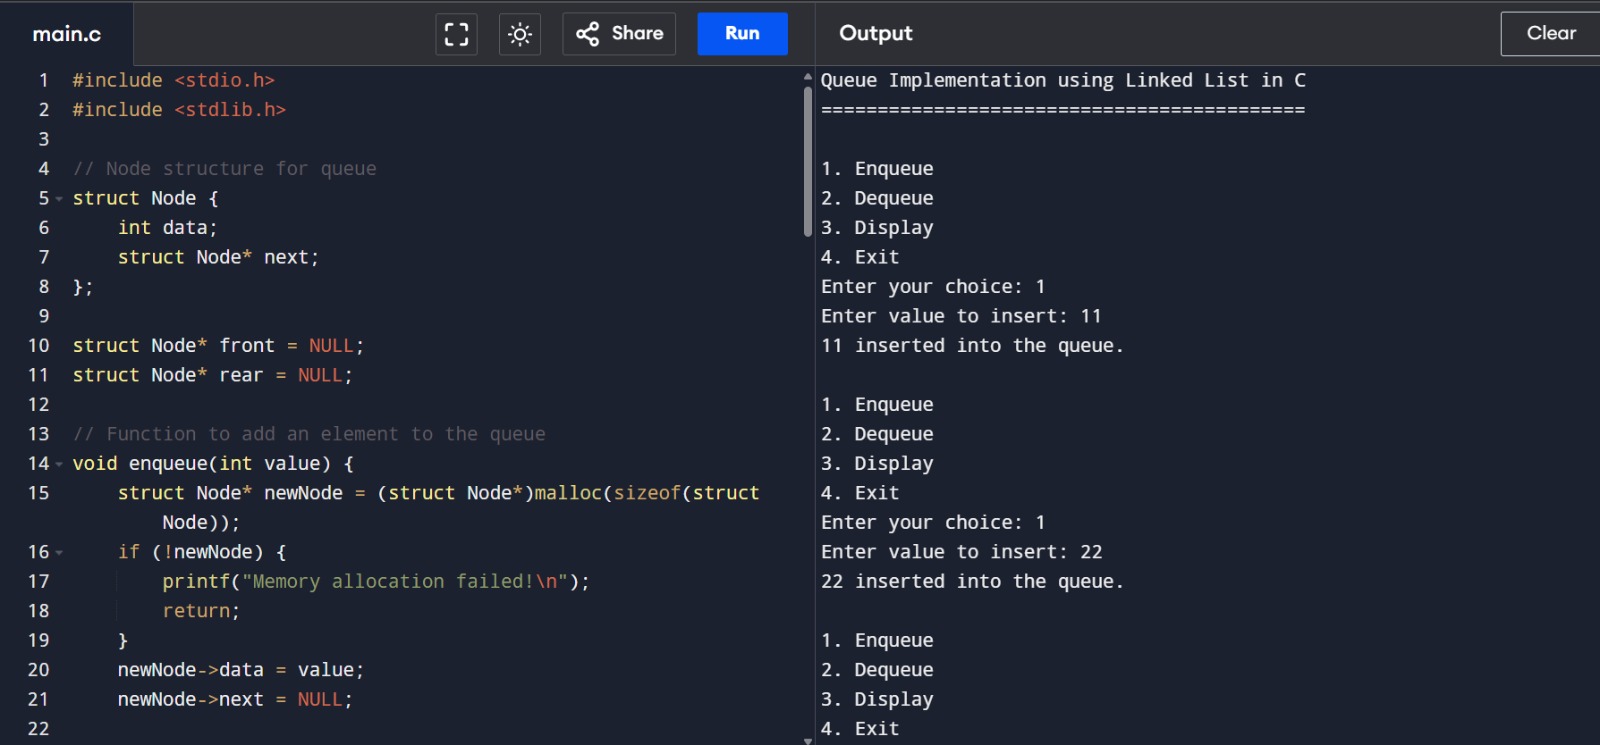 main.c
Share
Run
Output
Clear
1 #include <stdio.h>
2 #include <stdlib.h>
3
4 // Node structure for queue
5 struct Node {
6     int data;
7     struct Node* next;
8 };
9
10 struct Node* front = NULL;
11 struct Node* rear = NULL;
12
13 // Function to add an element to the queue
14 void enqueue(int value) {
15     struct Node* newNode = (struct Node*)malloc(sizeof(struct
        Node));
16     if (!newNode) {
17         printf("Memory allocation failed!\n");
18         return;
19     }
20     newNode->data = value;
21     newNode->next = NULL;
22
Queue Implementation using Linked List in C
===========================================
1. Enqueue
2. Dequeue
3. Display
4. Exit
Enter your choice: 1
Enter value to insert: 11
11 inserted into the queue.
1. Enqueue
2. Dequeue
3. Display
4. Exit
Enter your choice: 1
Enter value to insert: 22
22 inserted into the queue.
1. Enqueue
2. Dequeue
3. Display
4. Exit